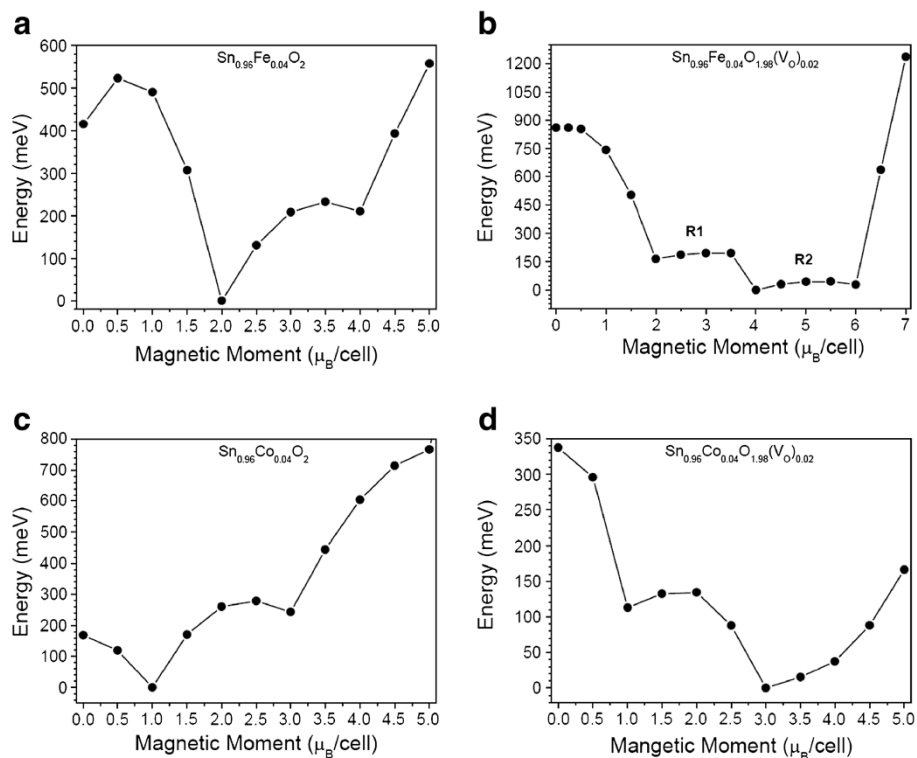 a
Sn0.96Fe0.04O2
Energy (meV)
600
500
400
300
200
100
0
0.0 0.5 1.0 1.5 2.0 2.5 3.0 3.5 4.0 4.5 5.0
Magnetic Moment (μB/cell)
b
Sn0.96Fe0.04O1.98(VO)0.02
Energy (meV)
1200
1050
900
750
600
450
300
150
0
R1
R2
0 1 2 3 4 5 6 7
Magnetic Moment (μB/cell)
c
Sn0.96Co0.04O2
Energy (meV)
800
700
600
500
400
300
200
100
0
0.0 0.5 1.0 1.5 2.0 2.5 3.0 3.5 4.0 4.5 5.0
Magnetic Moment (μB/cell)
d
Sn0.96Co0.04O1.98(VO)0.02
Energy (meV)
350
300
250
200
150
100
50
0
0.0 0.5 1.0 1.5 2.0 2.5 3.0 3.5 4.0 4.5 5.0
Mangetic Moment (μB/cell)